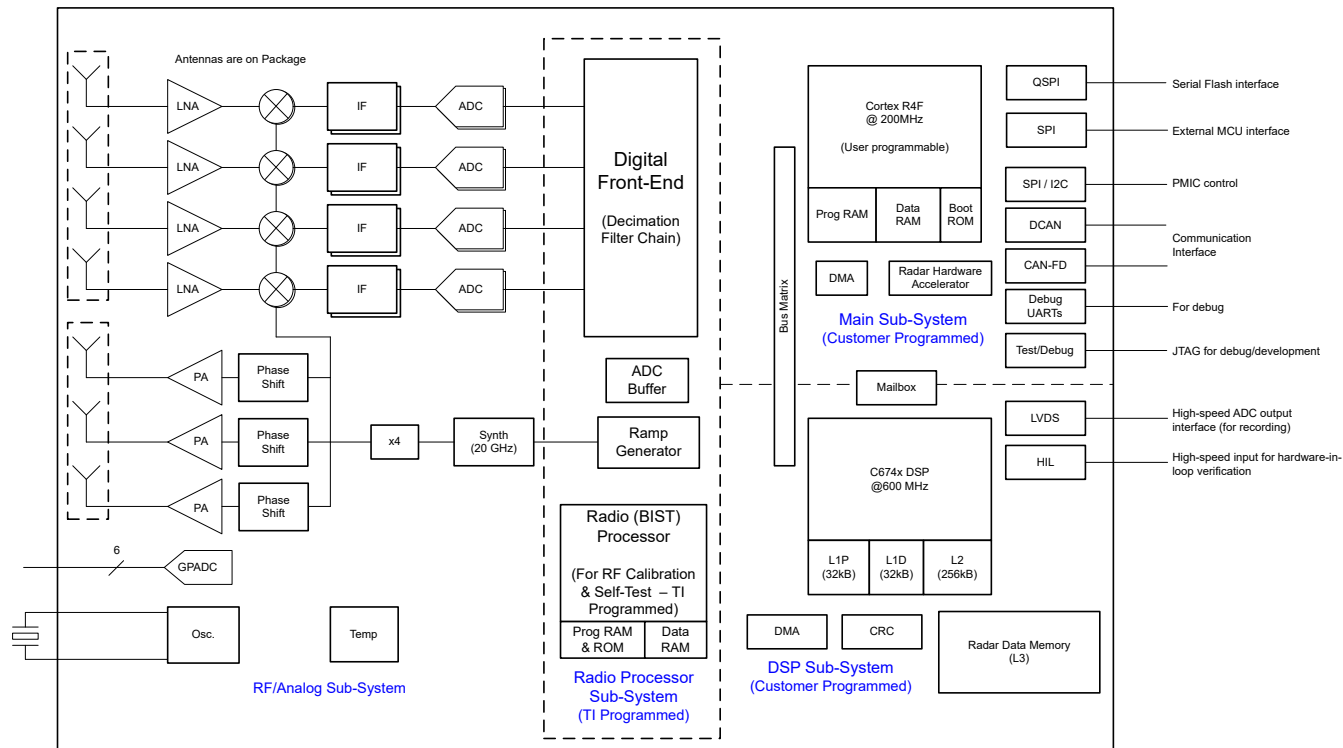 Antennas are on Package
LNA
IF
ADC
LNA
IF
ADC
LNA
IF
ADC
LNA
IF
ADC
PA
Phase
Shift
PA
Phase
Shift
PA
Phase
Shift
x4
Synth
(20 GHz)
6
GPADC
Osc.
Temp
RF/Analog Sub-System
Digital
Front-End
(Decimation
Filter Chain)
ADC
Buffer
Ramp
Generator
Radio (BIST)
Processor
(For RF Calibration
& Self-Test – TI
Programmed)
Prog RAM
& ROM
Data
RAM
Radio Processor
Sub-System
(TI Programmed)
Bus Matrix
Cortex R4F
@ 200MHz
(User programmable)
Prog RAM
Data
RAM
Boot
ROM
DMA
Radar Hardware
Accelerator
Main Sub-System
(Customer Programmed)
Mailbox
C674x DSP
@600 MHz
L1P
(32kB)
L1D
(32kB)
L2
(256kB)
DMA
CRC
DSP Sub-System
(Customer Programmed)
Radar Data Memory
(L3)
QSPI
Serial Flash interface
SPI
External MCU interface
SPI / I2C
PMIC control
DCAN
Communication
Interface
CAN-FD
Debug
UARTs
For debug
Test/Debug
JTAG for debug/development
LVDS
High-speed ADC output
interface (for recording)
HIL
High-speed input for hardware-in-
loop verification